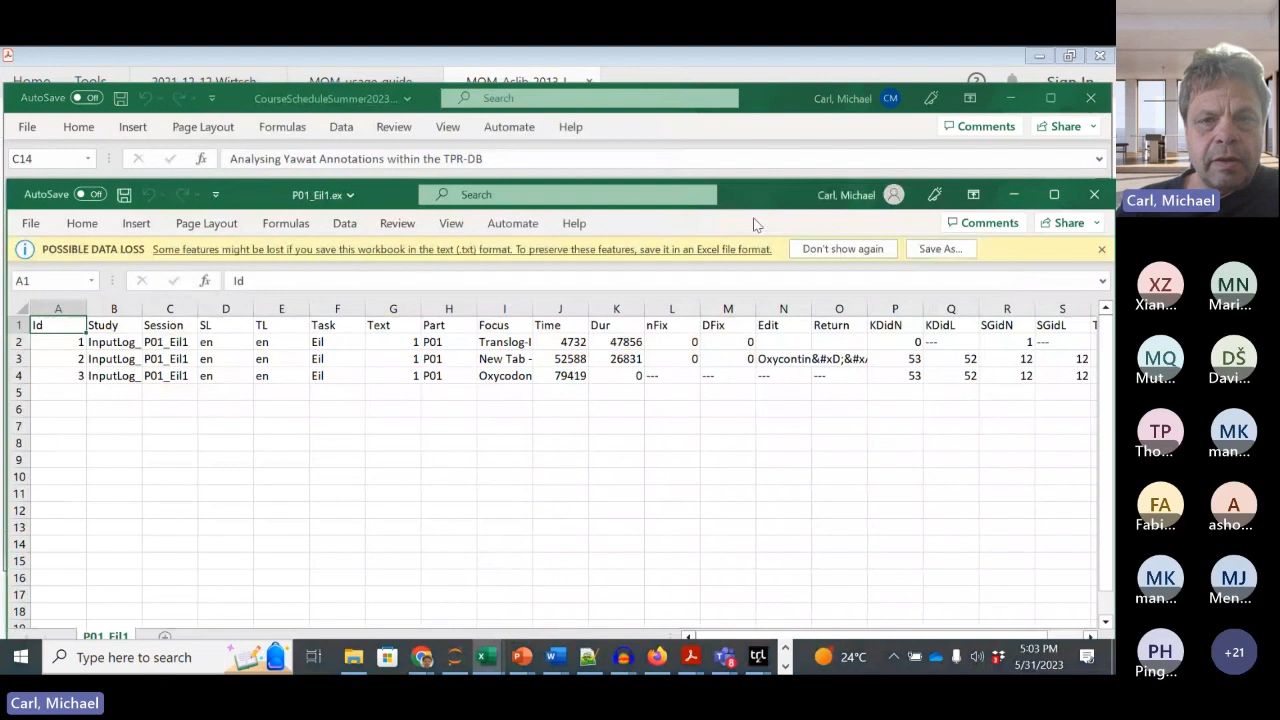 Home Tools 2021-12-12 Wirtsch... MOM-usage-guide... MOM_Aslib_2013_I... × Sign In
AutoSave Off CourseScheduleSummer2023... Search Carl, Michael CM
File Home Insert Page Layout Formulas Data Review View Automate Help Comments Share
C14 fx Analysing Yawat Annotations within the TPR-DB
AutoSave Off P01_Eil1.ex Search Carl, Michael
File Home Insert Page Layout Formulas Data Review View Automate Help Comments Share
POSSIBLE DATA LOSS Some features might be lost if you save this workbook in the text (.txt) format. To preserve these features, save it in an Excel file format. Don't show again Save As...
A1 fx Id
A B C D E F G H I J K L M N O P Q R S
1 Id Study Session SL TL Task Text Part Focus Time Dur nFix DFix Edit Return KDidN KDidL SGidN SGidL T
2 1 InputLog_ P01_Eil1 en en Eil 1 P01 Translog-I 4732 47856 0 0 0 --- 1 ---
3 2 InputLog_ P01_Eil1 en en Eil 1 P01 New Tab - 52588 26831 0 0 Oxycontin&#xD;&#x/ 53 52 12 12
4 3 InputLog_ P01_Eil1 en en Eil 1 P01 Oxycodon 79419 0 --- --- --- --- 53 52 12 12
5
6
7
8
9
10
11
12
13
14
15
16
17
18
P01_Eil1
Type here to search 24°C 5:03 PM
5/31/2023
Carl, Michael
Carl, Michael
XZ MN
Xian... Mari...
MQ DŠ
Mut... Davi...
TP MK
Tho... man...
FA A
Fabi... asho...
MK MJ
man... Men...
PH +21
Ping...